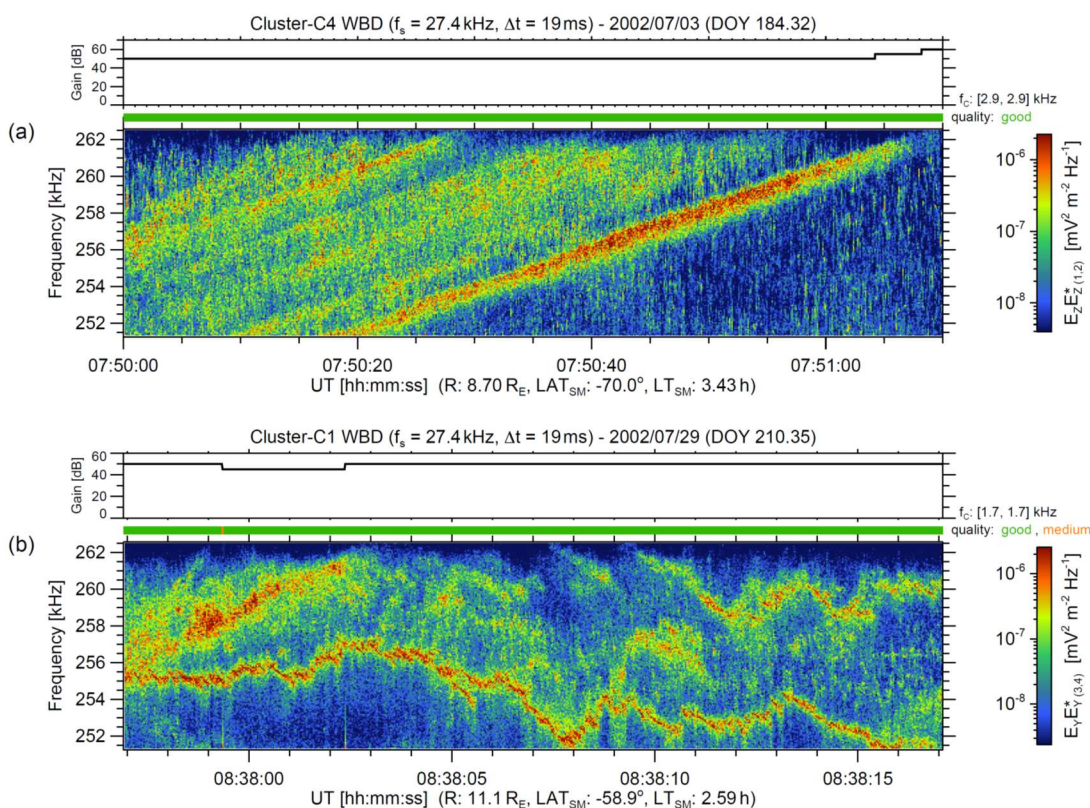 Cluster-C4 WBD (fs = 27.4 kHz, Δt = 19 ms) - 2002/07/03 (DOY 184.32)
Gain [dB]
60
40
20
0
fC: [2.9, 2.9] kHz
quality: good
(a)
Frequency [kHz]
262
260
258
256
254
252
10-6
10-7
10-8
EZE*Z (1,2) [mV2 m-2 Hz-1]
07:50:00 07:50:20 07:50:40 07:51:00
UT [hh:mm:ss] (R: 8.70 RE, LATSM: -70.0°, LTSM: 3.43 h)
Cluster-C1 WBD (fs = 27.4 kHz, Δt = 19 ms) - 2002/07/29 (DOY 210.35)
Gain [dB]
60
40
20
0
fC: [1.7, 1.7] kHz
quality: good , medium
(b)
Frequency [kHz]
262
260
258
256
254
252
10-6
10-7
10-8
EYE*Y (3,4) [mV2 m-2 Hz-1]
08:38:00 08:38:05 08:38:10 08:38:15
UT [hh:mm:ss] (R: 11.1 RE, LATSM: -58.9°, LTSM: 2.59 h)